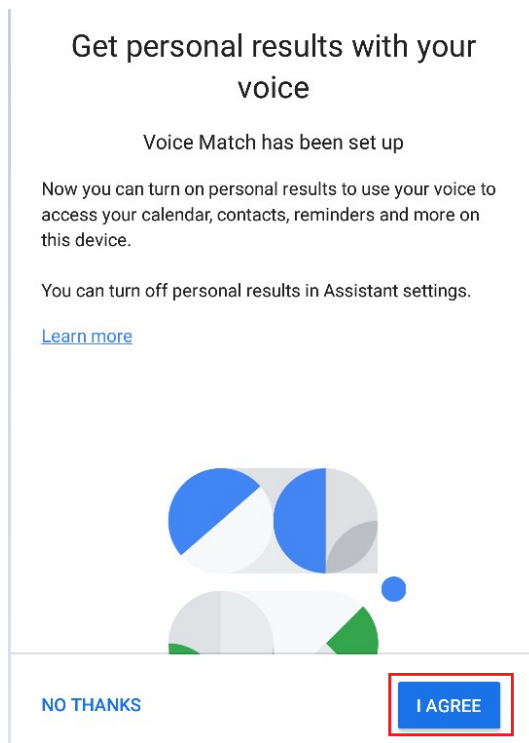 Get personal results with your
voice
Voice Match has been set up
Now you can turn on personal results to use your voice to
access your calendar, contacts, reminders and more on
this device.
You can turn off personal results in Assistant settings.
Learn more
NO THANKS
I AGREE